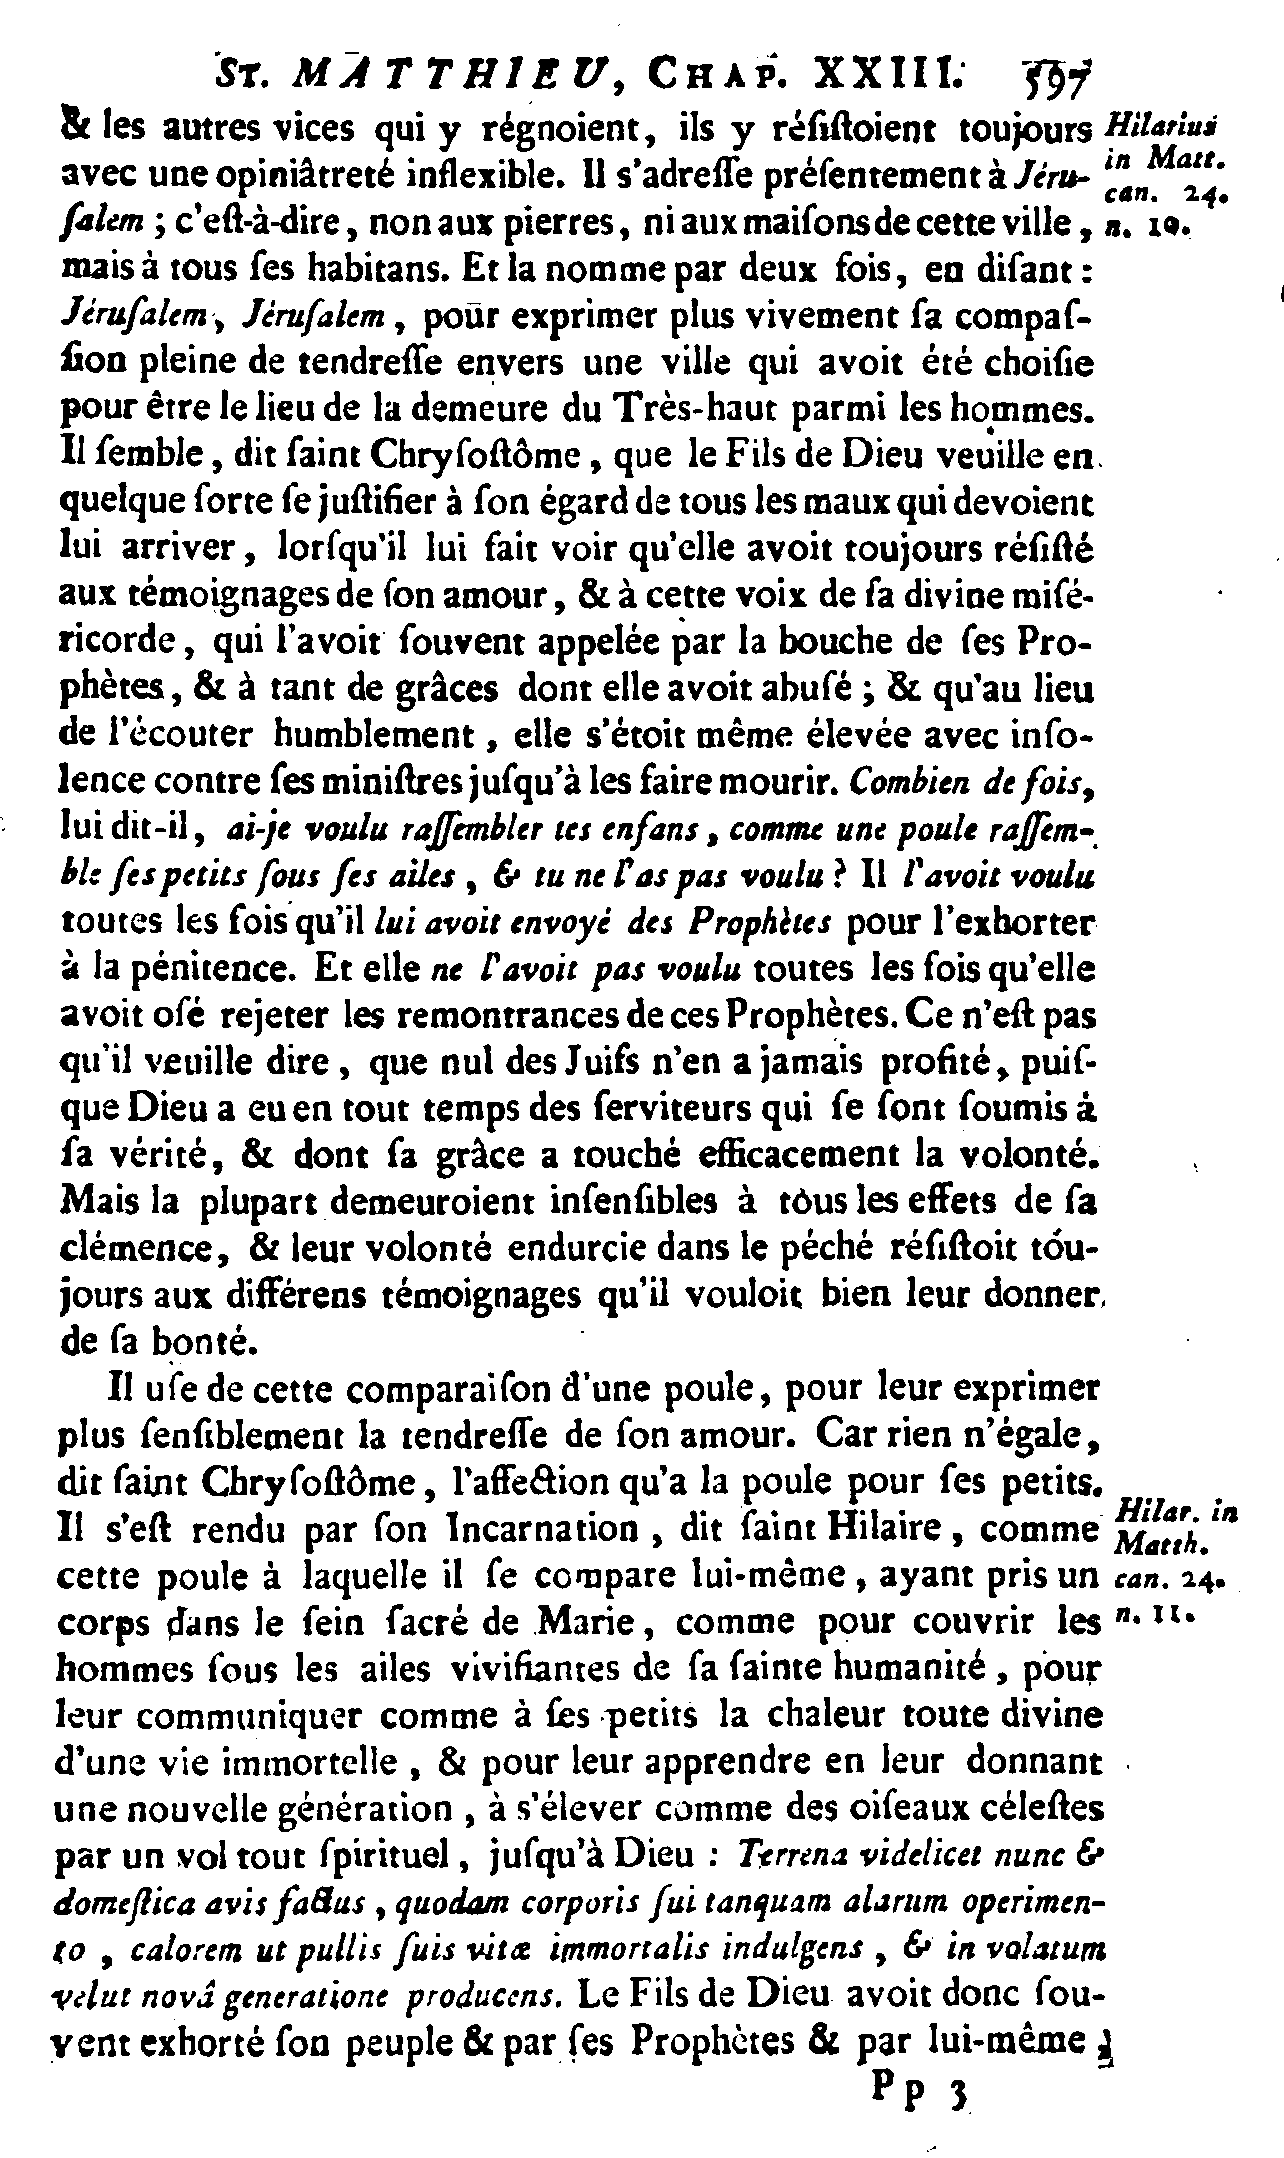 ST. MATTHIEU, CHAP. XXIII. 597
& les autres vices qui y régnoient, ils y réſiſtoient toujours
avec une opiniâtreté inflexible. Il s'adreſſe préſentement à Jéru-
ſalem ; c'eſt-à-dire, non aux pierres, ni aux maiſons de cette ville,
mais à tous ſes habitans. Et la nomme par deux fois, en diſant :
Jéruſalem, Jéruſalem, pour exprimer plus vivement ſa compaſ-
ſion pleine de tendreſſe envers une ville qui avoit été choiſie
pour être le lieu de la demeure du Très-haut parmi les hommes.
Il ſemble, dit ſaint Chryſoſtôme, que le Fils de Dieu veuille en
quelque ſorte ſe juſtifier à ſon égard de tous les maux qui devoient
lui arriver, lorſqu'il lui fait voir qu'elle avoit toujours réſiſté
aux témoignages de ſon amour, & à cette voix de ſa divine miſé-
ricorde, qui l'avoit ſouvent appelée par la bouche de ſes Pro-
phètes, & à tant de grâces dont elle avoit abuſé ; & qu'au lieu
de l'écouter humblement, elle s'étoit même élevée avec inſo-
lence contre ſes miniſtres juſqu'à les faire mourir. Combien de fois,
lui dit-il, ai-je voulu raſſembler tes enfans, comme une poule raſſem-
ble ſes petits ſous ſes ailes, & tu ne l'as pas voulu ? Il l'avoit voulu
toutes les fois qu'il lui avoit envoyé des Prophètes pour l'exhorter
à la pénitence. Et elle ne l'avoit pas voulu toutes les fois qu'elle
avoit oſé rejeter les remontrances de ces Prophètes. Ce n'eſt pas
qu'il veuille dire, que nul des Juifs n'en a jamais profité, puiſ-
que Dieu a eu en tout temps des ſerviteurs qui ſe ſont ſoumis à
ſa vérité, & dont ſa grâce a touché efficacement la volonté.
Mais la plupart demeuroient inſenſibles à tous les effets de ſa
clémence, & leur volonté endurcie dans le péché réſiſtoit tou-
jours aux différens témoignages qu'il vouloit bien leur donner
de ſa bonté.
Il uſe de cette comparaiſon d'une poule, pour leur exprimer
plus ſenſiblement la tendreſſe de ſon amour. Car rien n'égale,
dit ſaint Chryſoſtôme, l'affection qu'a la poule pour ſes petits.
Il s'eſt rendu par ſon Incarnation, dit ſaint Hilaire, comme
cette poule à laquelle il ſe compare lui-même, ayant pris un
corps dans le ſein ſacré de Marie, comme pour couvrir les
hommes ſous les ailes vivifiantes de ſa ſainte humanité, pour
leur communiquer comme à ſes petits la chaleur toute divine
d'une vie immortelle, & pour leur apprendre en leur donnant
une nouvelle génération, à s'élever comme des oiſeaux céleſtes
par un vol tout ſpirituel, juſqu'à Dieu : Terrena videlicet nunc &
domeſtica avis factus, quodam corporis ſui tanquam alarum operimen-
to, calorem ut pullis ſuis vitæ immortalis indulgens, & in volatum
velut novâ generatione producens. Le Fils de Dieu avoit donc ſou-
vent exhorté ſon peuple & par ſes Prophètes & par lui-même ;
Pp 3
Hilarius
in Matt.
can. 24.
n. 10.
Hilar. in
Matth.
can. 24.
n. 11.